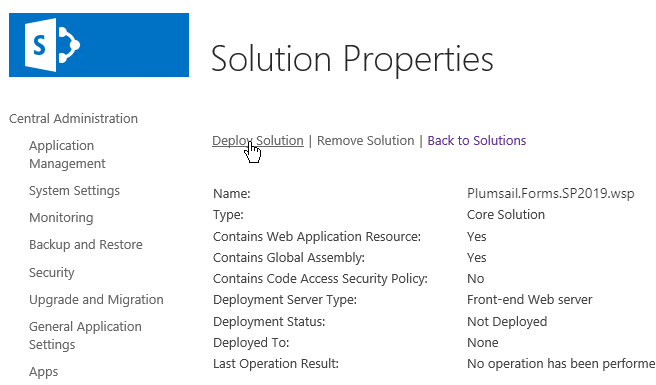 S
Solution Properties
Central Administration
Application
Management
System Settings
Monitoring
Backup and Restore
Security
Upgrade and Migration
General Application
Settings
Apps
Deploy Solution | Remove Solution | Back to Solutions
Name: Plumsail.Forms.SP2019.wsp
Type: Core Solution
Contains Web Application Resource: Yes
Contains Global Assembly: Yes
Contains Code Access Security Policy: No
Deployment Server Type: Front-end Web server
Deployment Status: Not Deployed
Deployed To: None
Last Operation Result: No operation has been performe